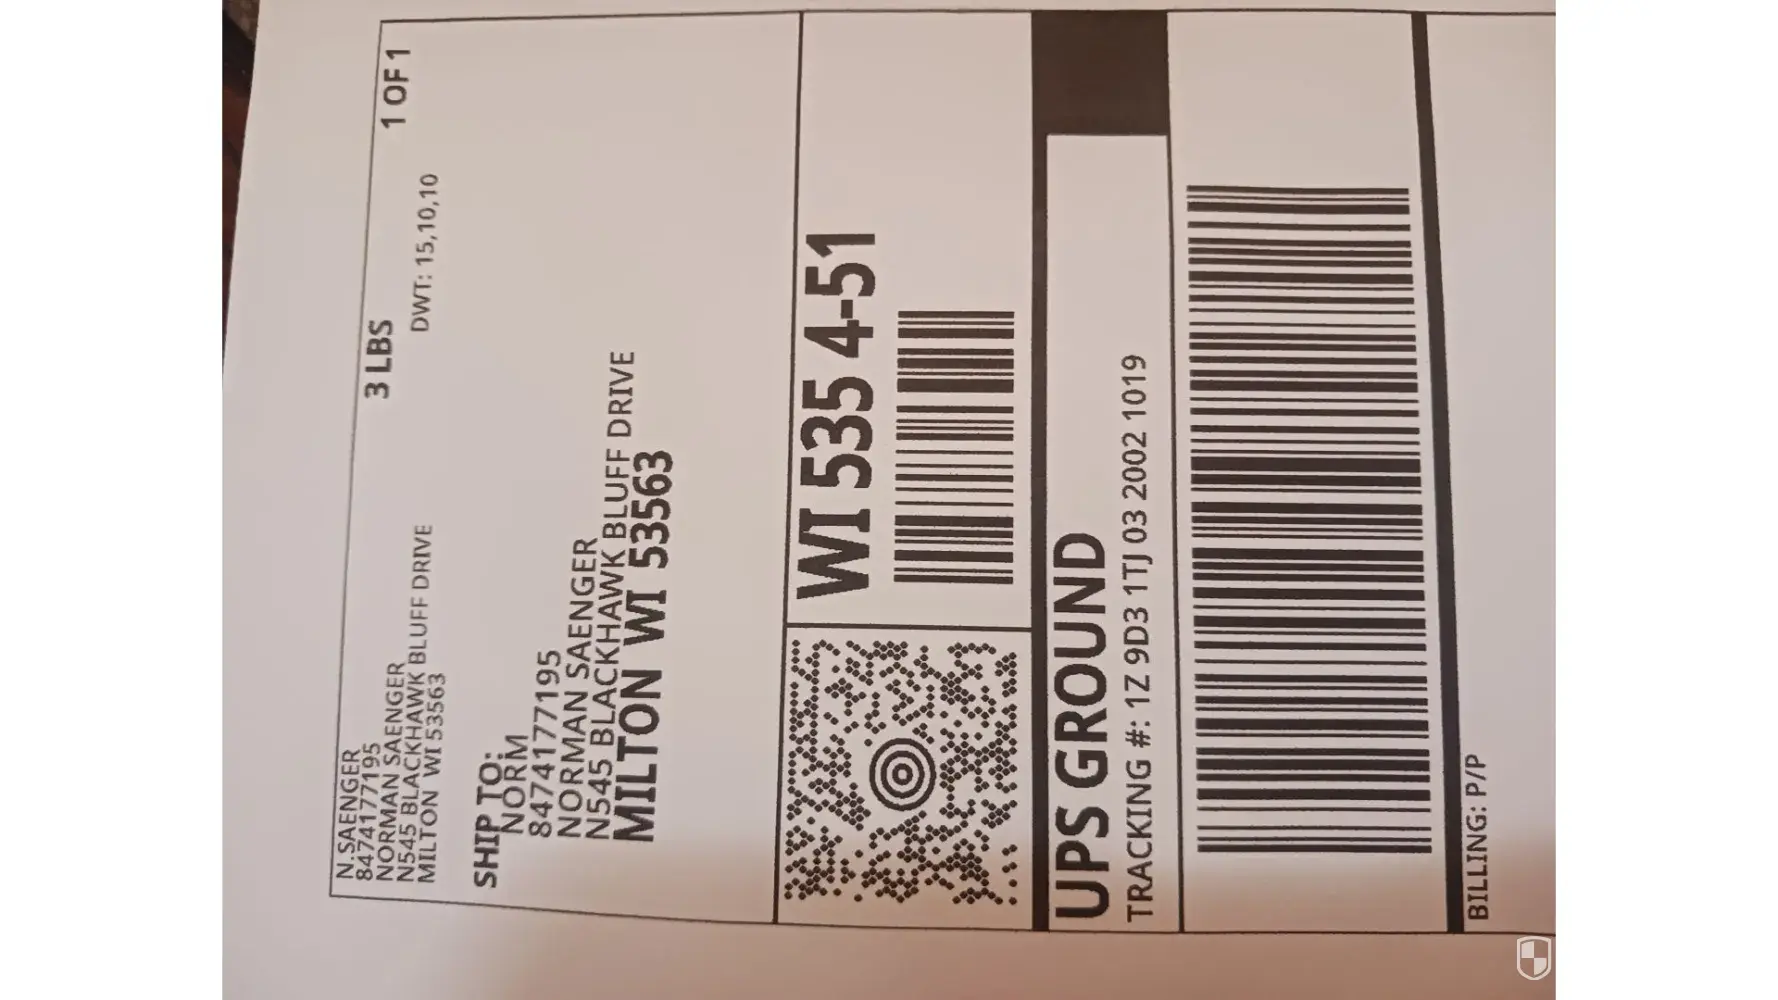 N.SAENGER
8474177195
NORMAN SAENGER
N545 BLACKHAWK BLUFF DRIVE
MILTON WI 53563
3 LBS
1 OF 1
DWT: 15,10,10
SHIP TO:
NORM
8474177195
NORMAN SAENGER
N545 BLACKHAWK BLUFF DRIVE
MILTON WI 53563
WI 535 4-51
UPS GROUND
TRACKING #: 1Z 9D3 1TJ 03 2002 1019
BILLING: P/P